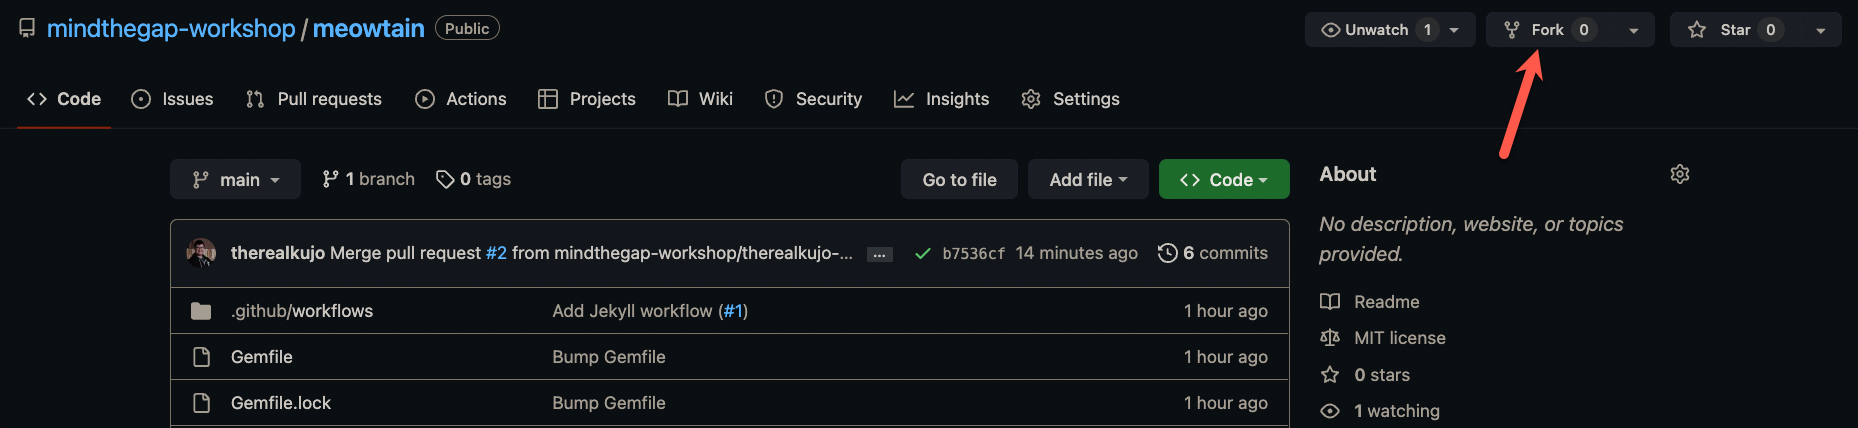 mindthegap-workshop / meowtain Public
Unwatch 1 Fork 0 Star 0
Code Issues Pull requests Actions Projects Wiki Security Insights Settings
main 1 branch 0 tags Go to file Add file Code
therealkujo Merge pull request #2 from mindthegap-workshop/therealkujo-... ... b7536cf 14 minutes ago 6 commits
.github/workflows Add Jekyll workflow (#1) 1 hour ago
Gemfile Bump Gemfile 1 hour ago
Gemfile.lock Bump Gemfile 1 hour ago
About
No description, website, or topics
provided.
Readme
MIT license
0 stars
1 watching